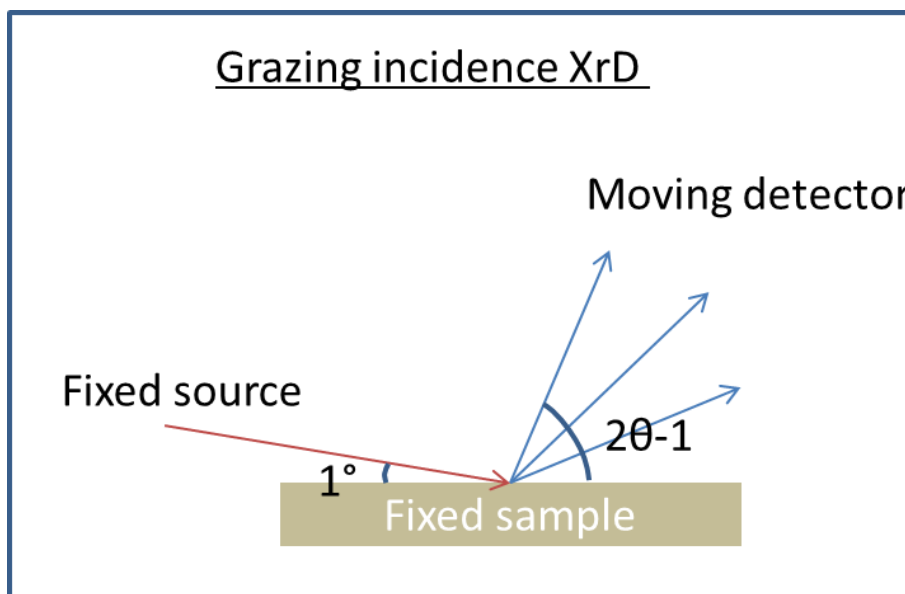 Grazing incidence XrD
Moving detector
Fixed source
2θ-1
1°
Fixed sample